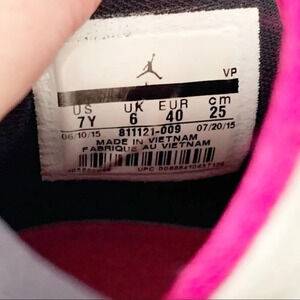 VP
US UK EUR cm
7Y 6 40 25
06/10/15 811121-009 07/20/15
MADE IN VIETNAM
FABRIQUE AU VIETNAM
UPC